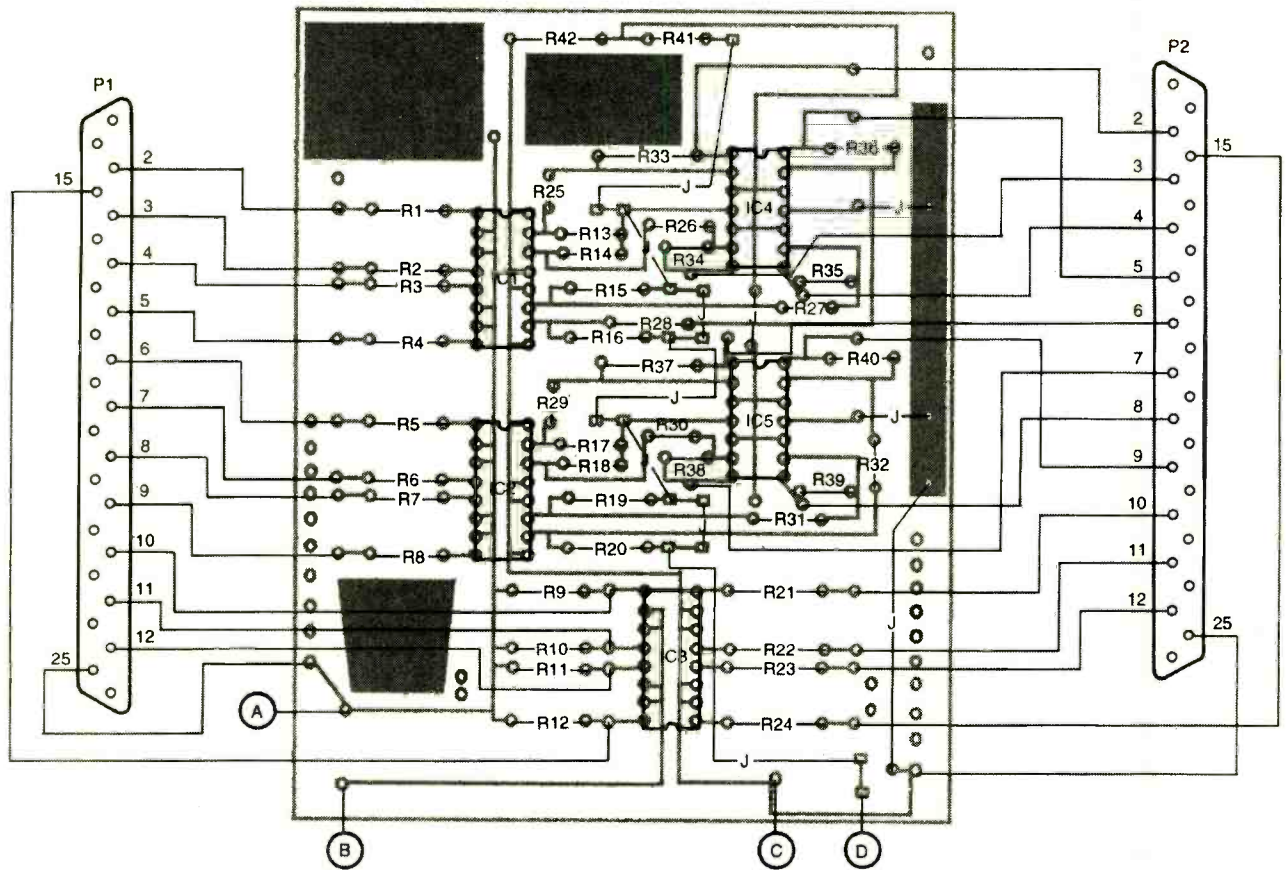 P1
P2
R42 R41
2
3
4
5
6
7
8
9
10
11
12
15
25
2
3
4
5
6
7
8
9
10
11
12
15
25
R33 R36
J
R25
IC4
J
R1 R13 R26
R14 R34
R2
R3
R35
R15 J R27
R4 R28 J
R16
R37 R40
J
R29
IC5
J
R5 R17 R30
R18 R38 R32
R6
IC2
R39
R7 R19 R31
R8 R20 J
R9 R21
J
R10 R22
IC3
R11 R23
A
R12 R24
J
B C D